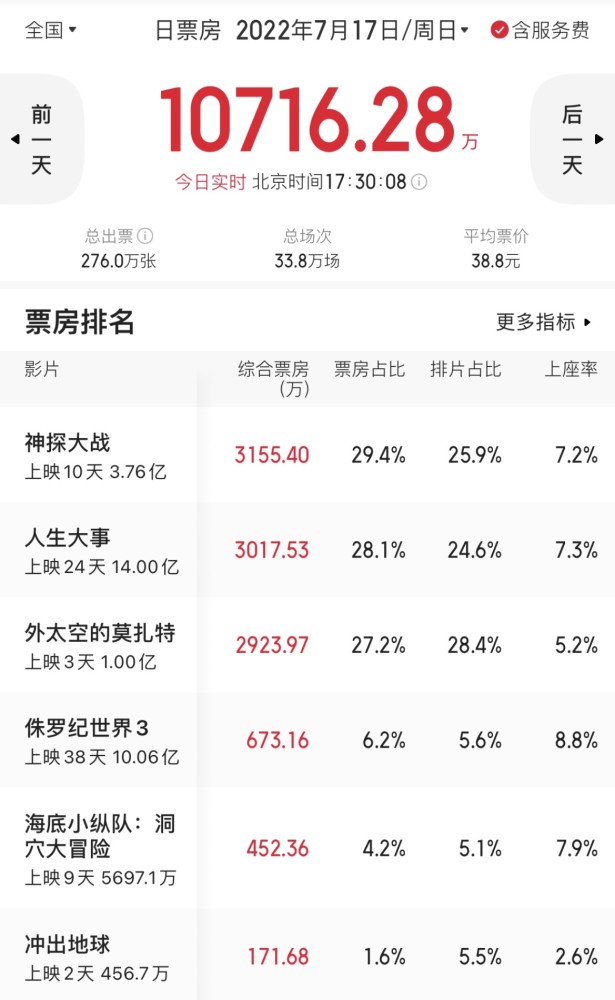 全国 日票房 2022年7月17日/周日 含服务费
前一天
10716.28万
后一天
今日实时 北京时间17:30:08
总出票 总场次 平均票价
276.0万张 33.8万场 38.8元
票房排名 更多指标
影片 综合票房 票房占比 排片占比 上座率
(万)
神探大战
上映10天 3.76亿
3155.40 29.4% 25.9% 7.2%
人生大事
上映24天 14.00亿
3017.53 28.1% 24.6% 7.3%
外太空的莫扎特
上映3天 1.00亿
2923.97 27.2% 28.4% 5.2%
侏罗纪世界3
上映38天 10.06亿
673.16 6.2% 5.6% 8.8%
海底小纵队：洞
穴大冒险
上映9天 5697.1万
452.36 4.2% 5.1% 7.9%
冲出地球
上映2天 456.7万
171.68 1.6% 5.5% 2.6%